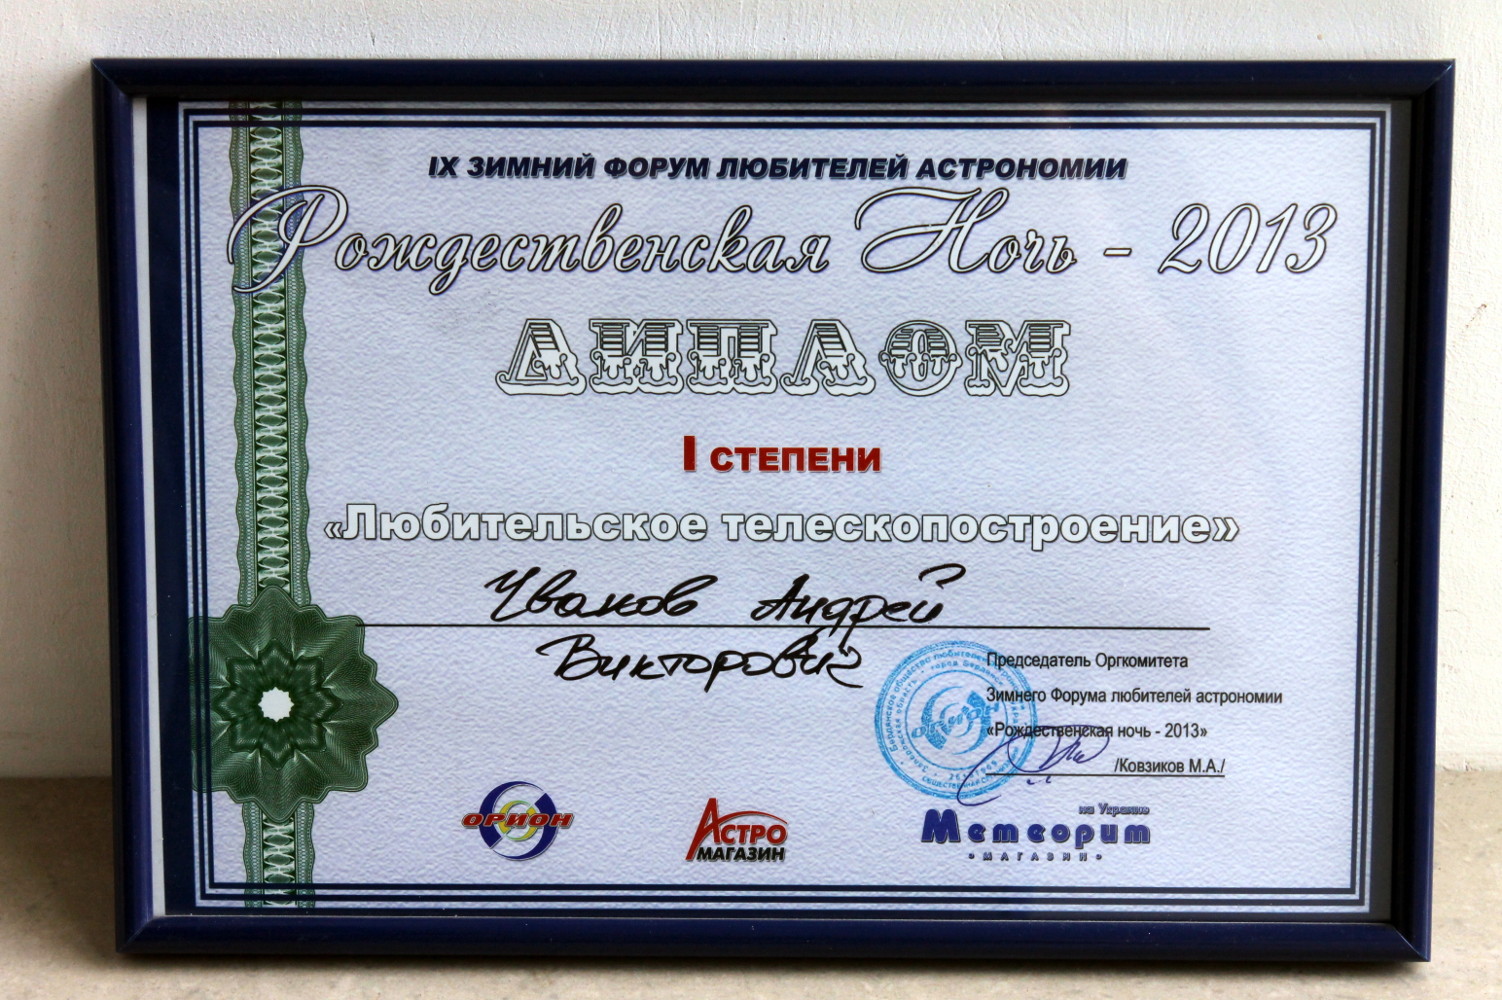 IX ЗИМНИЙ ФОРУМ ЛЮБИТЕЛЕЙ АСТРОНОМИИ
Рождественская Ночь - 2013
ДИПЛОМ
I СТЕПЕНИ
«Любительское телескопостроение»
Иванов Андрей
Викторович
Председатель Оргкомитета
Зимнего Форума любителей астрономии
«Рождественская ночь - 2013»
/Ковзиков М.А./
ОРИОН
АСТРО
МАГАЗИН
на Украине
Метеорит
МАГАЗИН